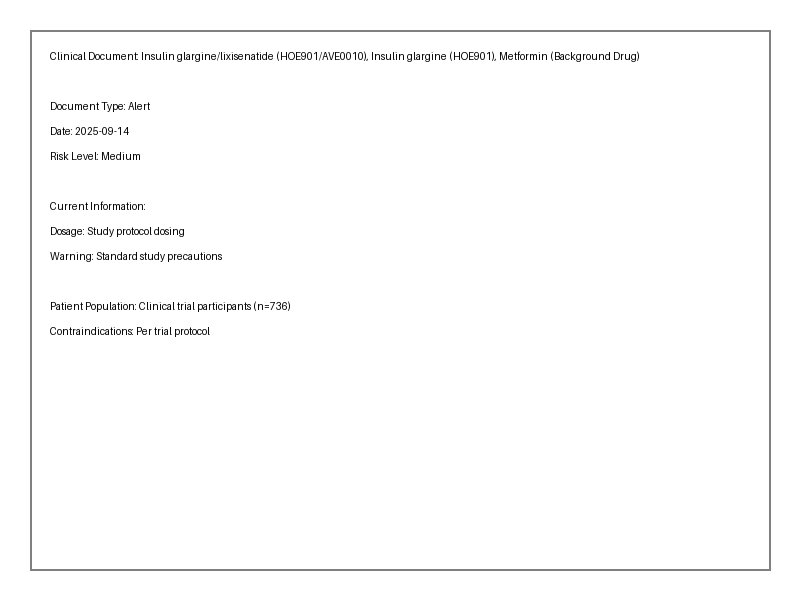 Clinical Document: Insulin glargine/lixisenatide (HOE901/AVE0010), Insulin glargine (HOE901), Metformin (Background Drug)
Document Type: Alert
Date: 2025-09-14
Risk Level: Medium
Current Information:
Dosage: Study protocol dosing
Warning: Standard study precautions
Patient Population: Clinical trial participants (n=736)
Contraindications: Per trial protocol